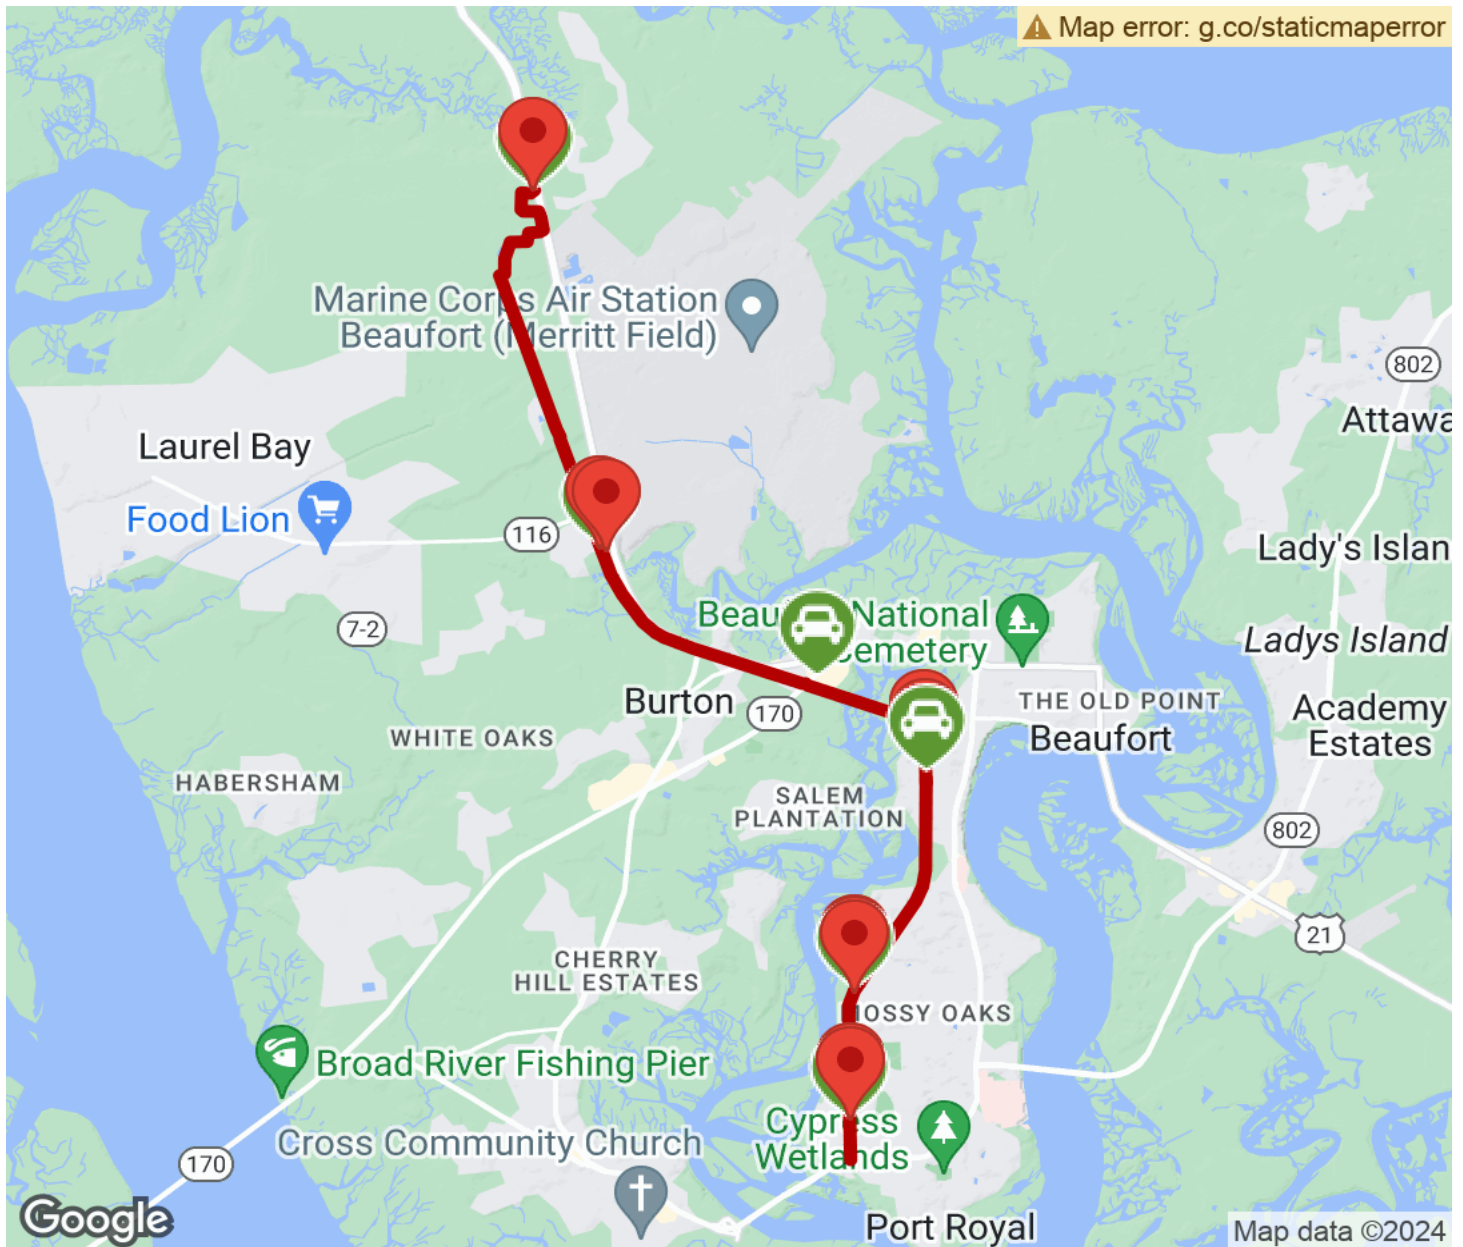 Map error: g.co/staticmaperror
Marine Corps Air Station
Beaufort (Merritt Field)
802
Attawa
Laurel Bay
Food Lion
116
Lady's Islan
7-2
National
Cemetery
Ladys Island
Burton
170
THE OLD POINT
Beaufort
Academy
Estates
WHITE OAKS
HABERSHAM
SALEM
PLANTATION
802
21
CHERRY
HILL ESTATES
MOSSY OAKS
Broad River Fishing Pier
Cypress
Wetlands
Cross Community Church
170
Port Royal
Google
Map data ©2024